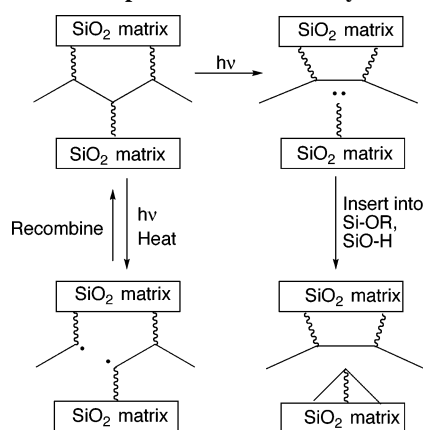 SiO2 matrix
SiO2 matrix
hν
SiO2 matrix
SiO2 matrix
Recombine
hν
Heat
Insert into
Si-OR,
SiO-H
SiO2 matrix
SiO2 matrix
SiO2 matrix
SiO2 matrix